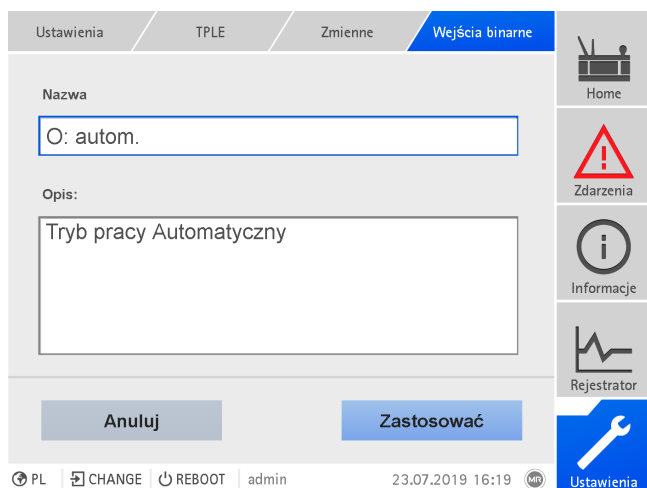 Ustawienia TPLE Zmienne Wejścia binarne
Home
Nazwa
O: autom.
Zdarzenia
Opis:
Tryb pracy Automatyczny
Informacje
Rejestrator
Anuluj Zastosować
PL CHANGE REBOOT admin 23.07.2019 16:19 MR
Ustawienia